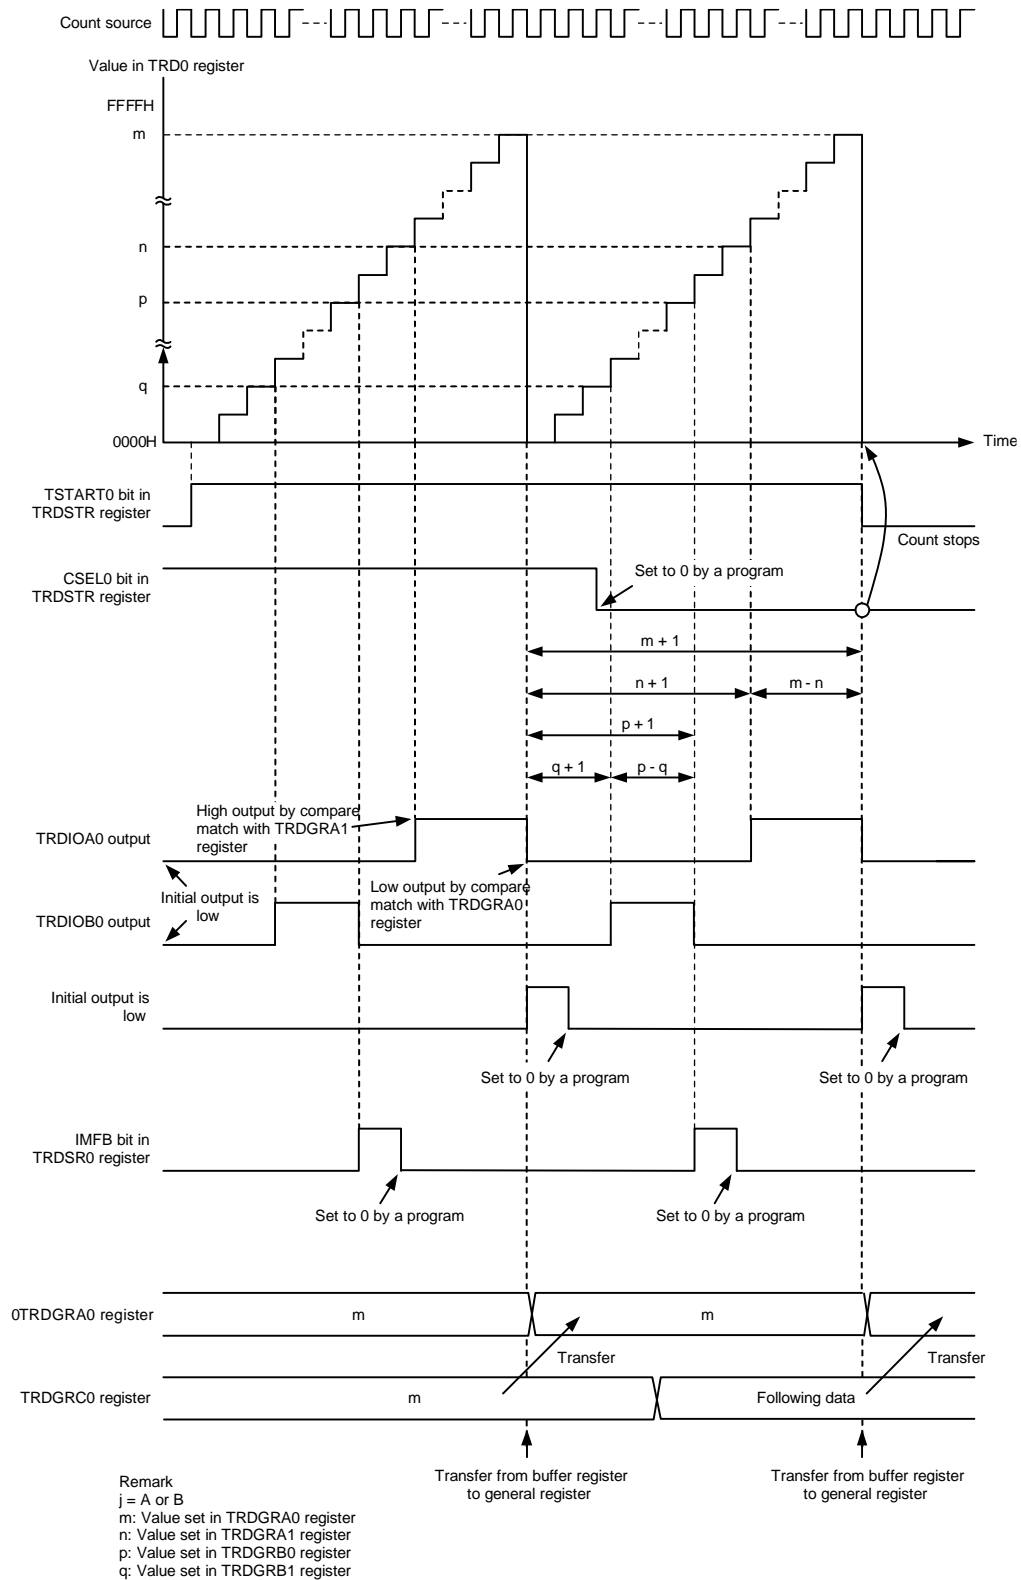 Count source
Value in TRD0 register
FFFFH
m
n
p
q
0000H
Time
TSTART0 bit in
TRDSTR register
Count stops
CSEL0 bit in
TRDSTR register
Set to 0 by a program
m + 1
n + 1
m - n
p + 1
q + 1
p - q
High output by compare
match with TRDGRA1
register
TRDIOA0 output
Low output by compare
match with TRDGRA0
register
Initial output is
low
TRDIOB0 output
Initial output is
low
Set to 0 by a program
Set to 0 by a program
IMFB bit in
TRDSR0 register
Set to 0 by a program
Set to 0 by a program
0TRDGRA0 register
m
m
Transfer
Transfer
TRDGRC0 register
m
Following data
Transfer from buffer register
to general register
Transfer from buffer register
to general register
Remark
j = A or B
m: Value set in TRDGRA0 register
n: Value set in TRDGRA1 register
p: Value set in TRDGRB0 register
q: Value set in TRDGRB1 register